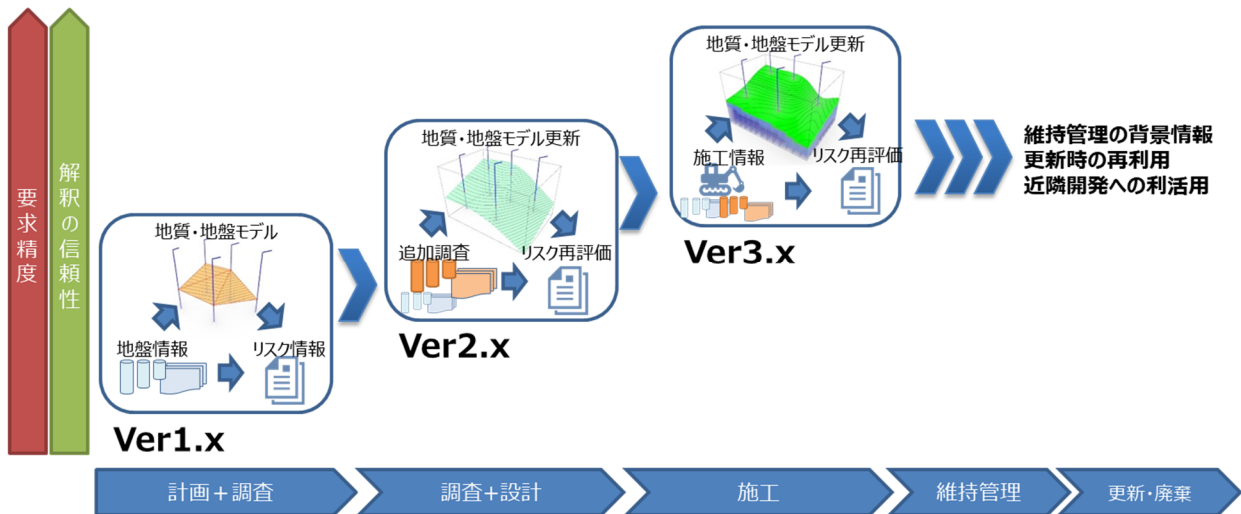 要求精度
解釈の信頼性
地質・地盤モデル
地盤情報
リスク情報
Ver1.x
地質・地盤モデル更新
追加調査
リスク再評価
Ver2.x
地質・地盤モデル更新
施工情報
リスク再評価
Ver3.x
維持管理の背景情報
更新時の再利用
近隣開発への利活用
計画＋調査
調査＋設計
施工
維持管理
更新・廃棄